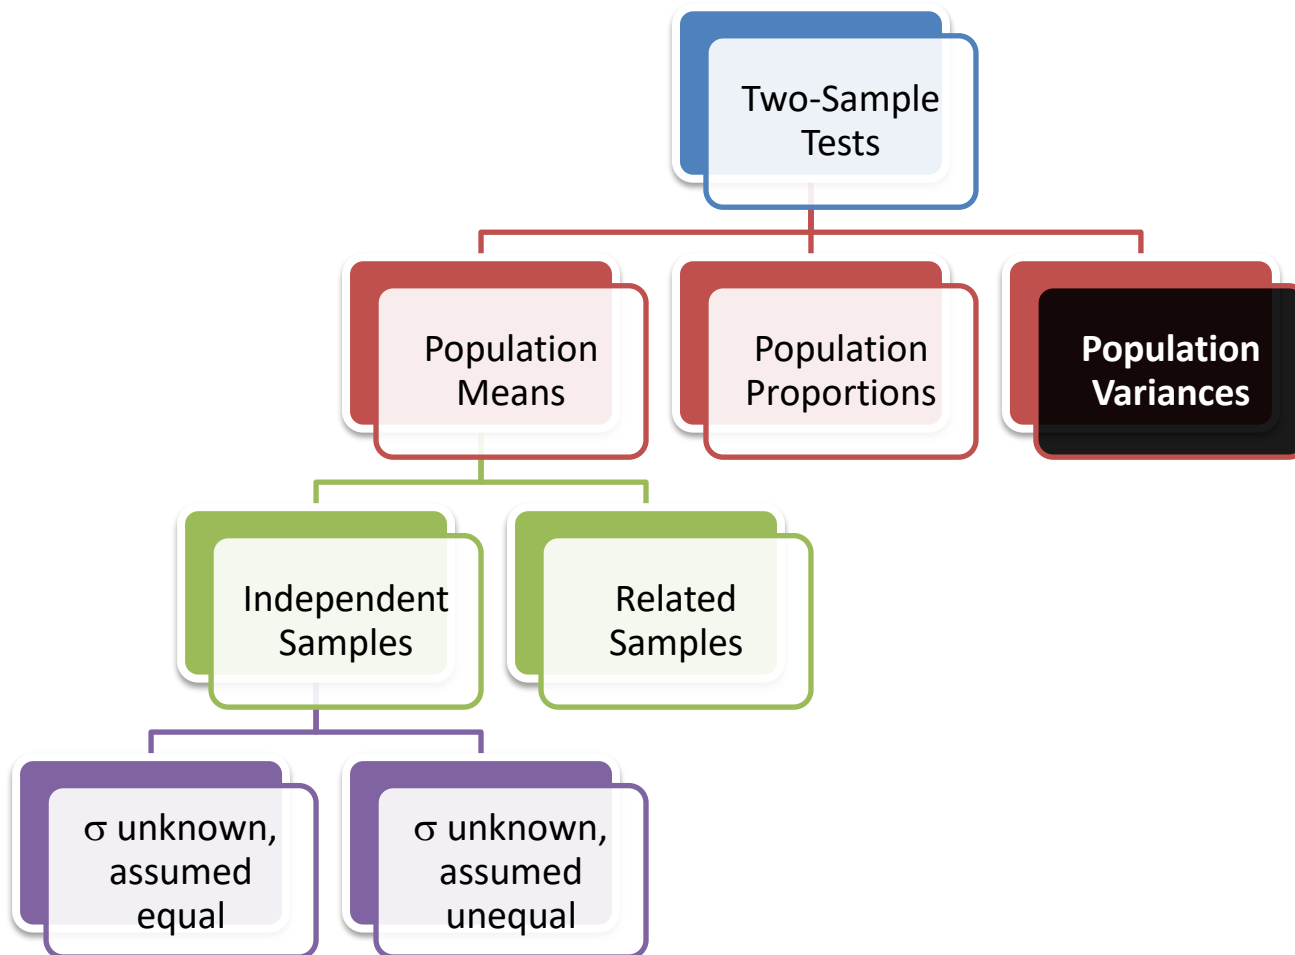 Two-Sample
Tests
Population
Means
Population
Proportions
Population
Variances
Independent
Samples
Related
Samples
σ unknown,
assumed
equal
σ unknown,
assumed
unequal